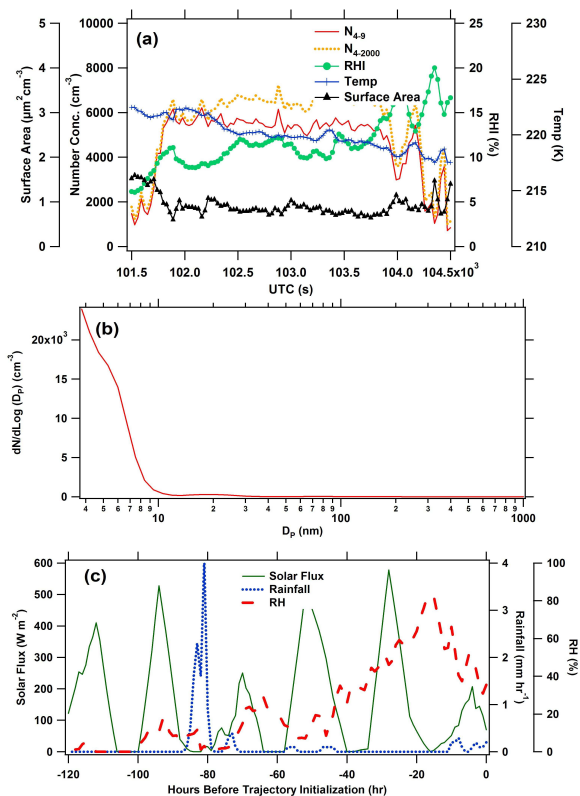 (a)
N4-9
N4-2000
RHI
Temp
Surface Area
5
4
3
2
1
0
Surface Area (µm²cm⁻³)
10000
8000
6000
4000
2000
0
Number Conc. (cm⁻³)
25
20
15
10
5
0
RHI (%)
230
225
220
215
210
Temp (K)
101.5 102.0 102.5 103.0 103.5 104.0 104.5x10³
UTC (s)
(b)
20x10³
15
10
5
0
dN/dLog (DP) (cm⁻³)
4 5 6 7 8 9 10 2 3 4 5 6 7 8 9 100 2 3 4 5 6 7 8 9 1000
DP (nm)
(c)
Solar Flux
Rainfall
RH
600
500
400
300
200
100
0
Solar Flux (W m⁻²)
4
3
2
1
0
Rainfall (mm hr⁻¹)
100
80
60
40
20
0
RH (%)
-120 -100 -80 -60 -40 -20 0
Hours Before Trajectory Initialization (hr)